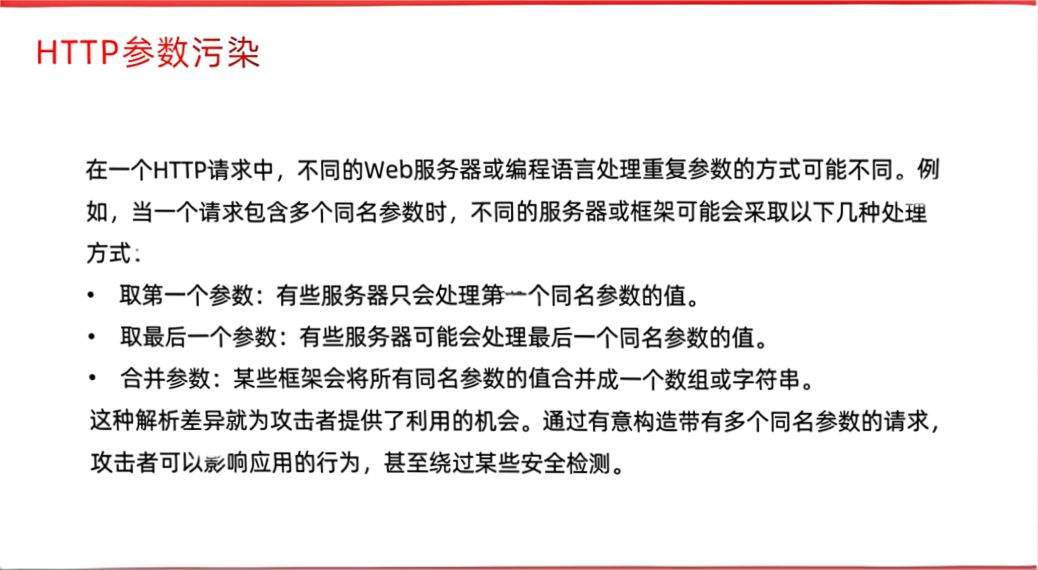 HTTP参数污染
在一个HTTP请求中，不同的Web服务器或编程语言处理重复参数的方式可能不同。例
如，当一个请求包含多个同名参数时，不同的服务器或框架可能会采取以下几种处理
方式：
• 取第一个参数：有些服务器只会处理第一个同名参数的值。
• 取最后一个参数：有些服务器可能会处理最后一个同名参数的值。
• 合并参数：某些框架会将所有同名参数的值合并成一个数组或字符串。
这种解析差异就为攻击者提供了利用的机会。通过有意构造带有多个同名参数的请求，
攻击者可以影响应用的行为，甚至绕过某些安全检测。